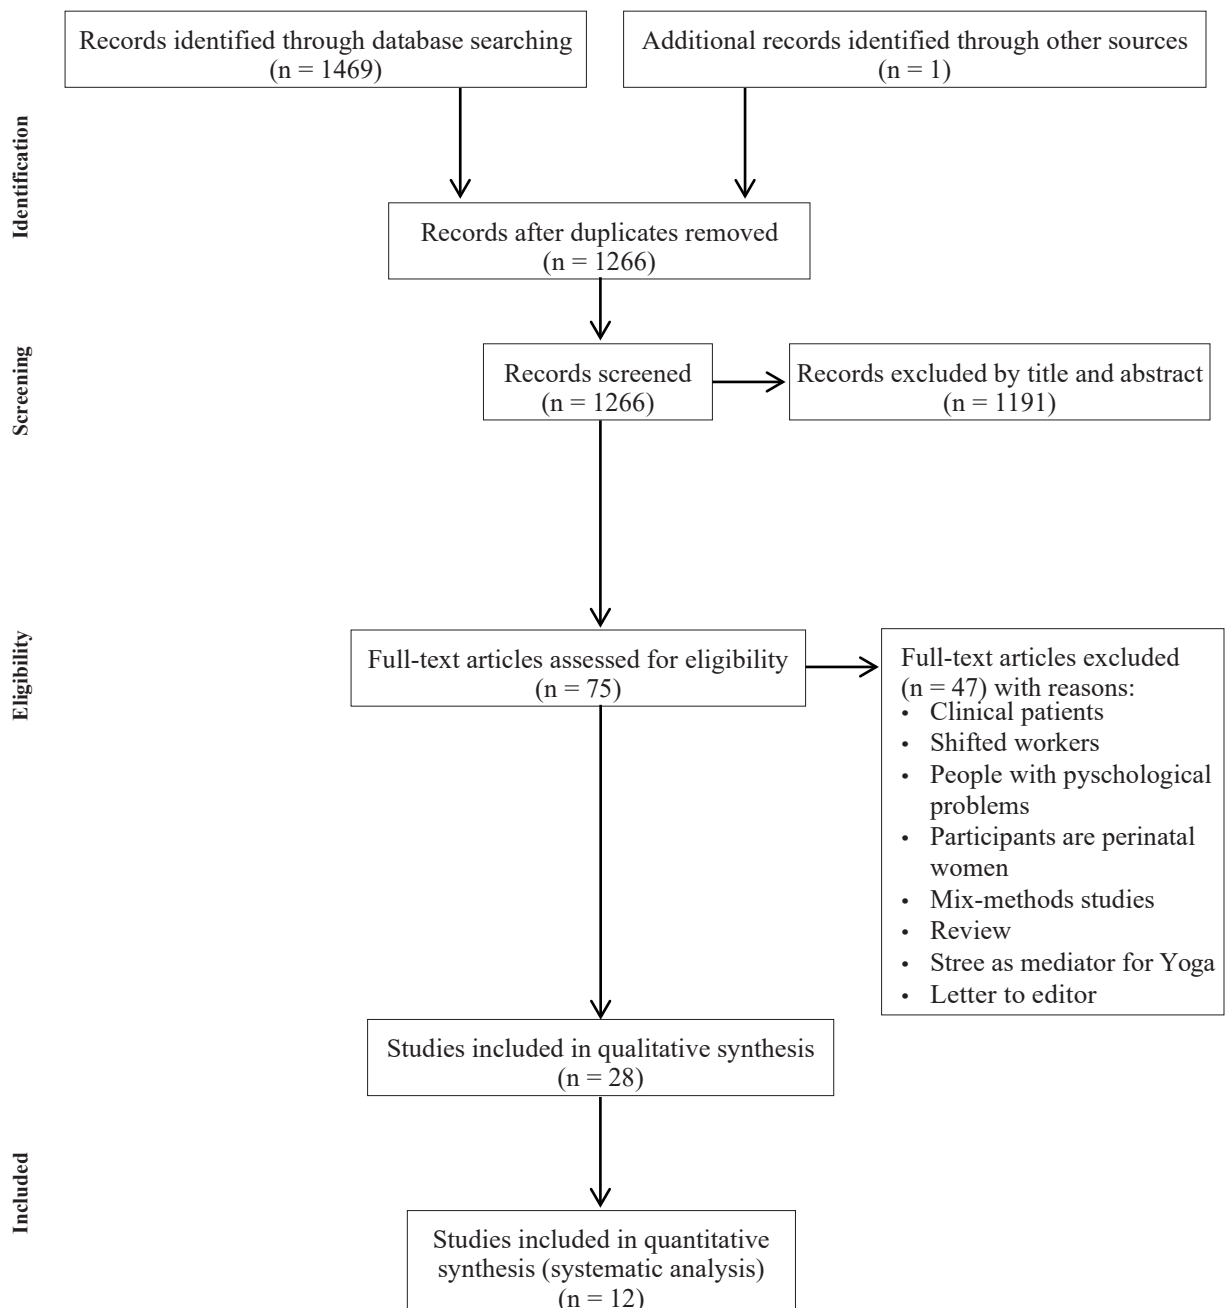 Records identified through database searching
(n = 1469)
Additional records identified through other sources
(n = 1)
Identification
Records after duplicates removed
(n = 1266)
Screening
Records screened
(n = 1266)
Records excluded by title and abstract
(n = 1191)
Eligibility
Full-text articles assessed for eligibility
(n = 75)
Full-text articles excluded
(n = 47) with reasons:
• Clinical patients
• Shifted workers
• People with pyschological
problems
• Participants are perinatal
women
• Mix-methods studies
• Review
• Stree as mediator for Yoga
• Letter to editor
Studies included in qualitative synthesis
(n = 28)
Included
Studies included in quantitative
synthesis (systematic analysis)
(n = 12)